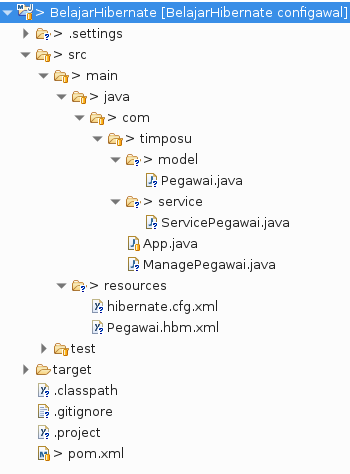 > BelajarHibernate [BelajarHibernate configawal]
> .settings
> src
> main
> java
> com
> timposu
> model
Pegawai.java
> service
ServicePegawai.java
App.java
ManagePegawai.java
> resources
hibernate.cfg.xml
Pegawai.hbm.xml
test
target
.classpath
.gitignore
.project
> pom.xml